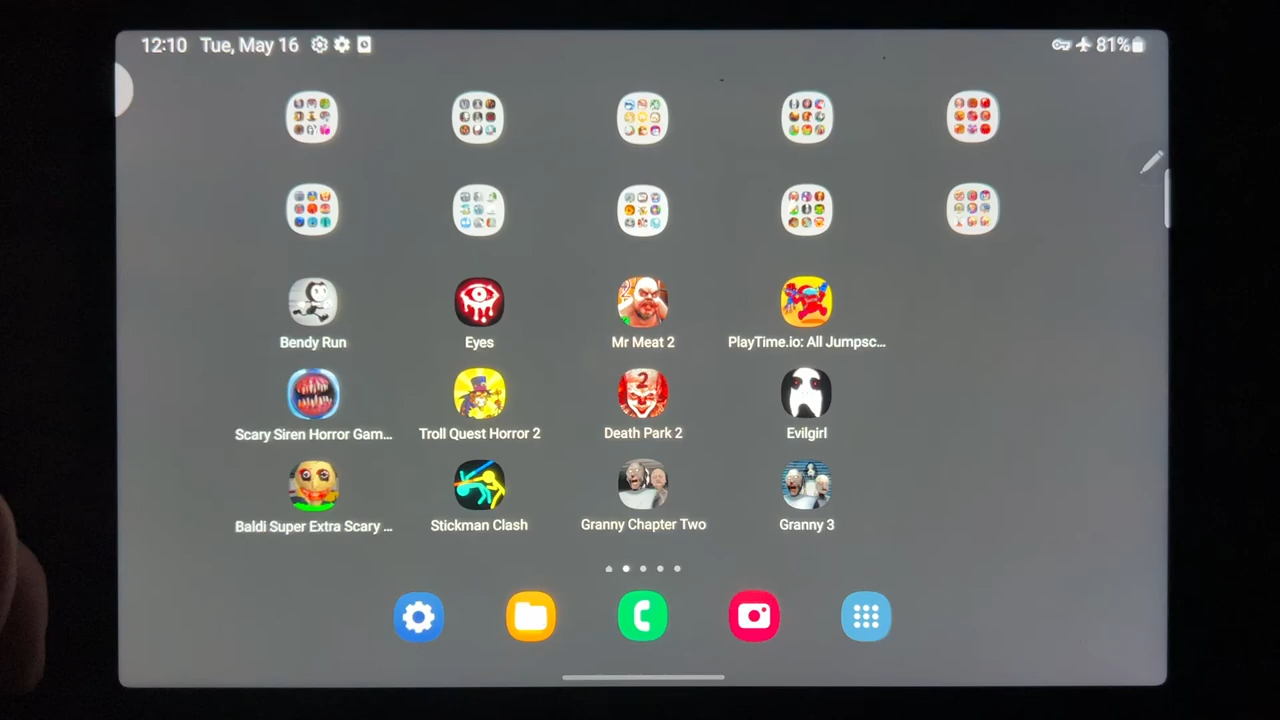 12:10 Tue, May 16
81%
Bendy Run
Eyes
Mr Meat 2
PlayTime.io: All Jumpsc...
Scary Siren Horror Gam...
Troll Quest Horror 2
2
Death Park 2
Evilgirl
Baldi Super Extra Scary ...
Stickman Clash
Granny Chapter Two
Granny 3